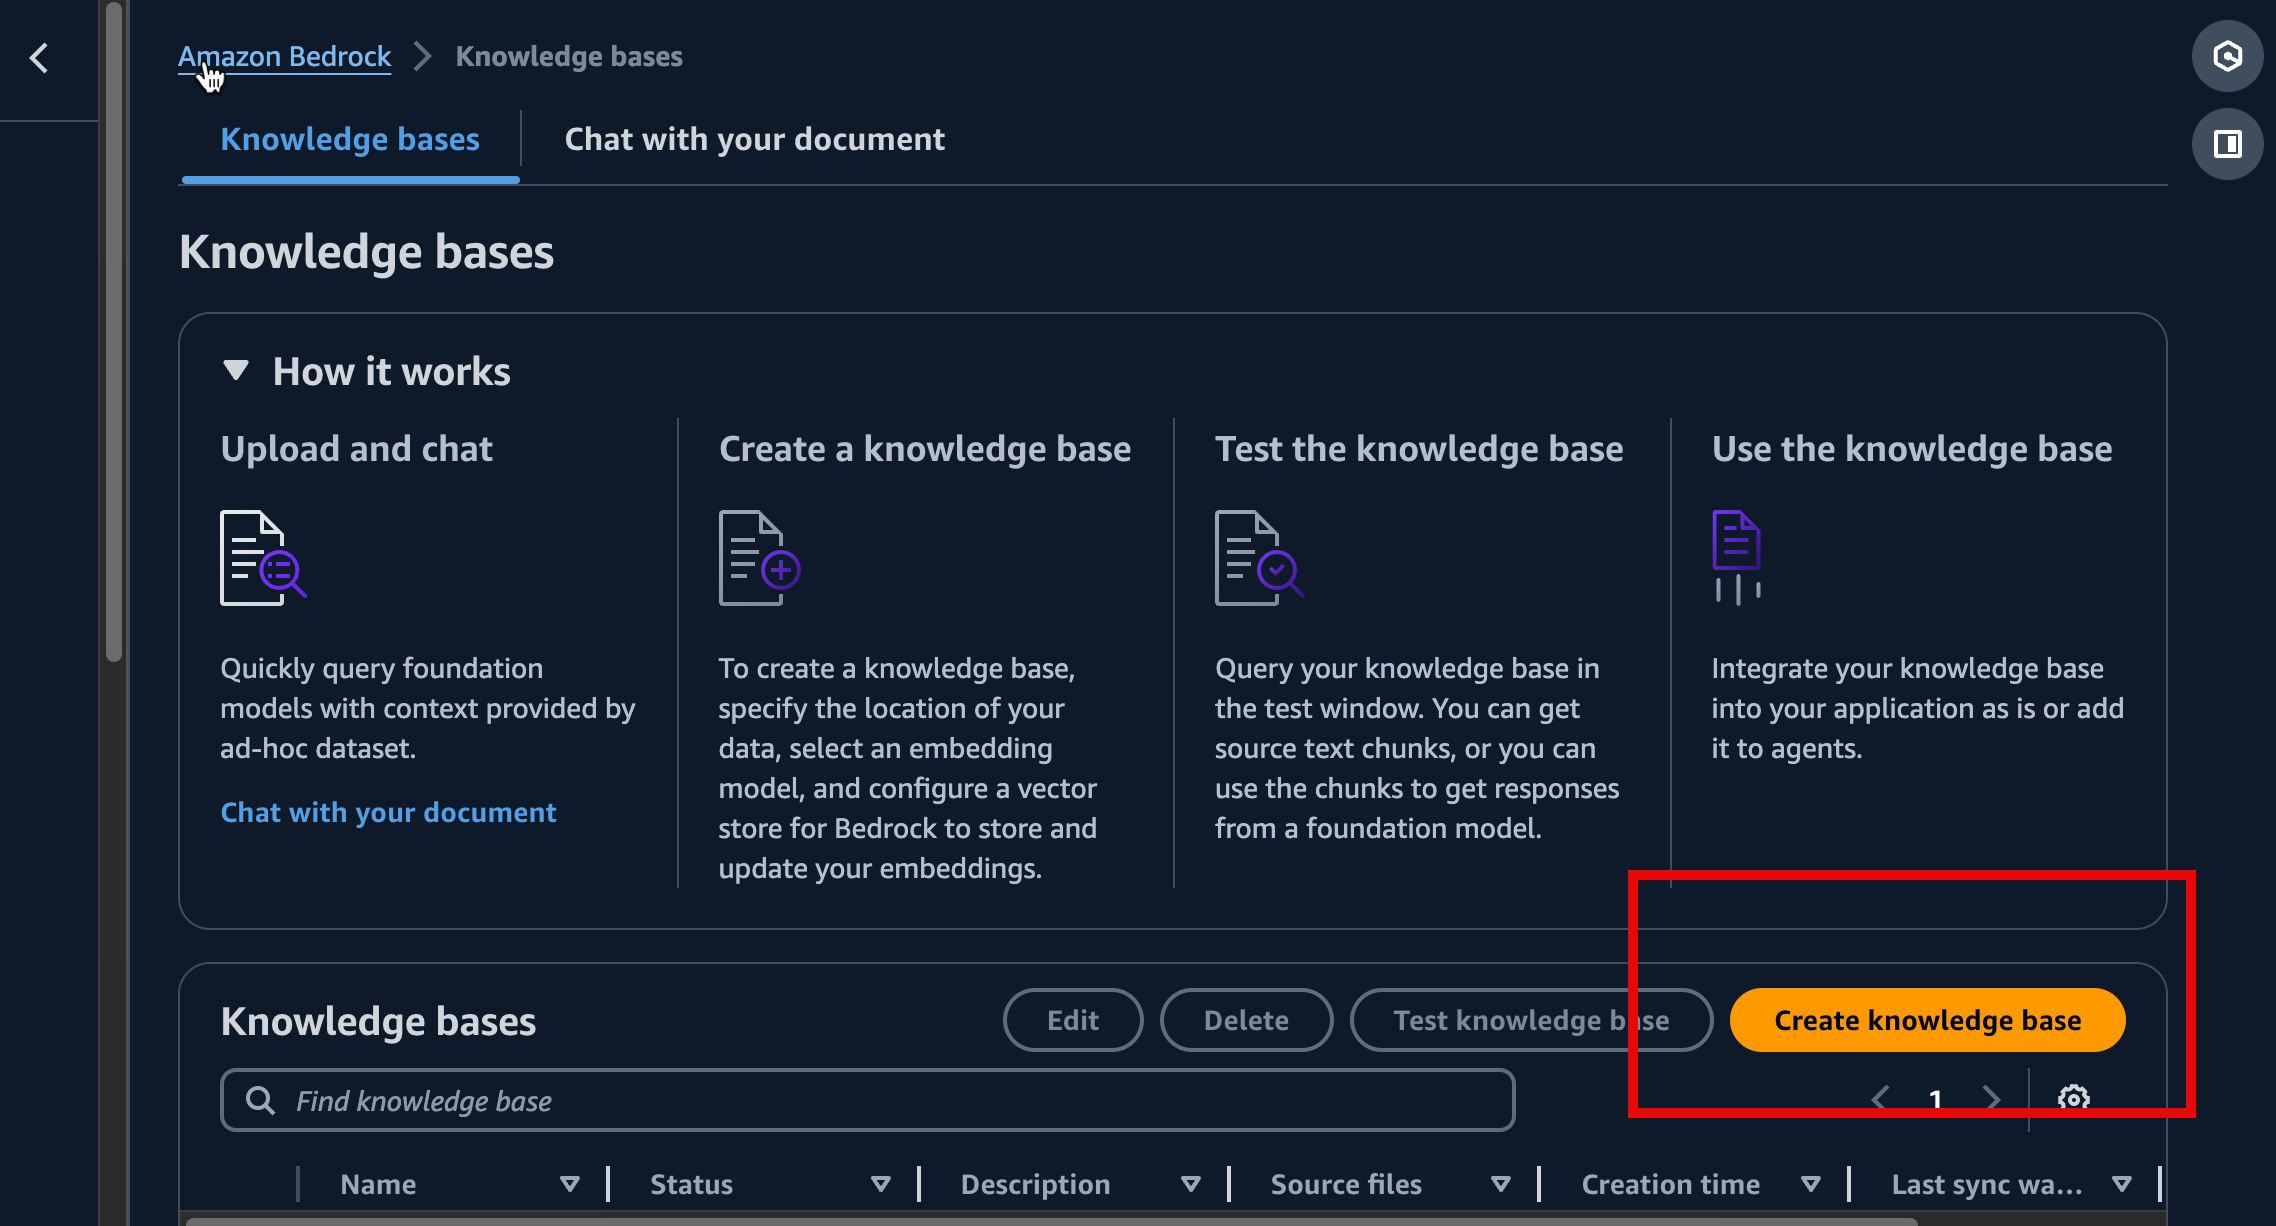 Amazon Bedrock > Knowledge bases
Knowledge bases
Chat with your document
Knowledge bases
How it works
Upload and chat
Quickly query foundation
models with context provided by
ad-hoc dataset.
Chat with your document
Create a knowledge base
To create a knowledge base,
specify the location of your
data, select an embedding
model, and configure a vector
store for Bedrock to store and
update your embeddings.
Test the knowledge base
Query your knowledge base in
the test window. You can get
source text chunks, or you can
use the chunks to get responses
from a foundation model.
Use the knowledge base
Integrate your knowledge base
into your application as is or add
it to agents.
Knowledge bases
Edit
Delete
Test knowledge base
Create knowledge base
Find knowledge base
1
Name
Status
Description
Source files
Creation time
Last sync wa...